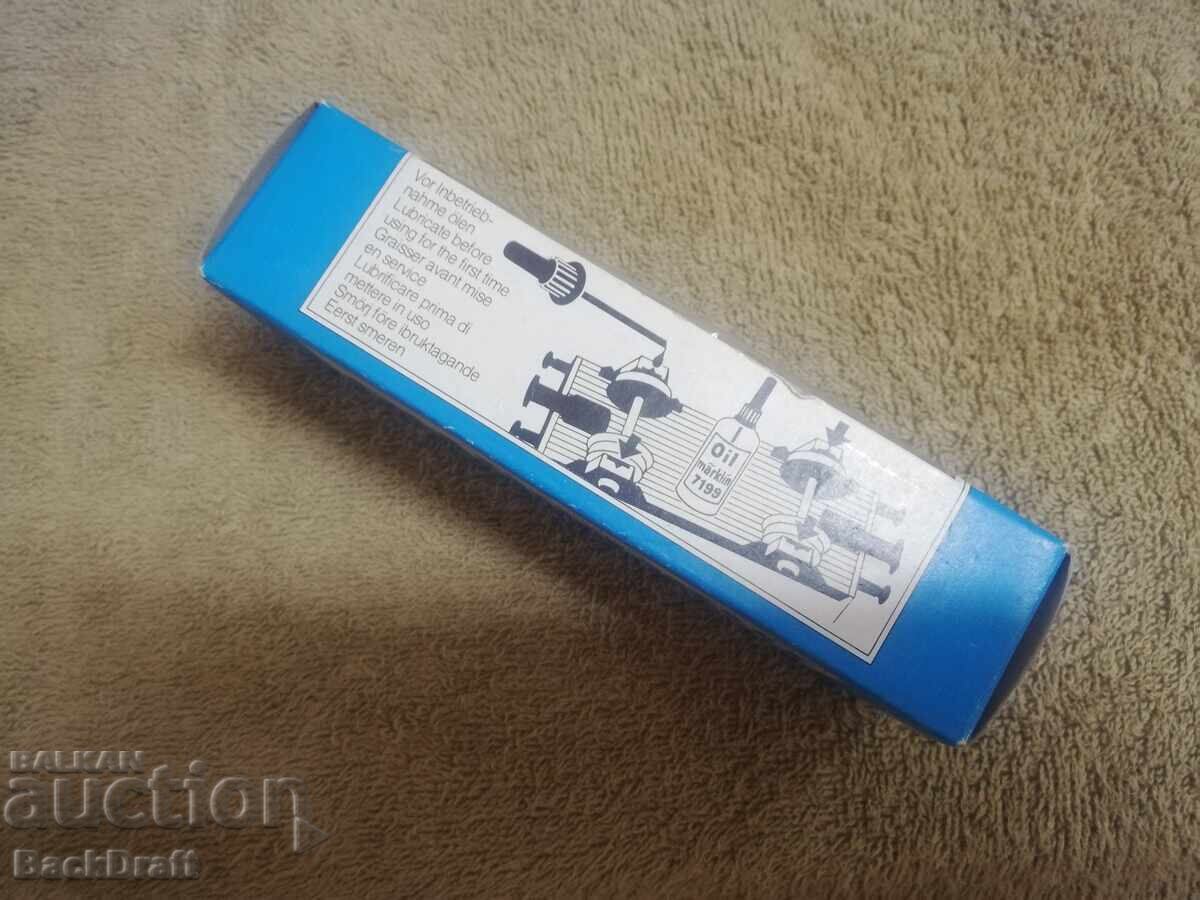 Vor Inbetrieb-
nahme ölen
Lubricate before
using for the first time
Graisser avant mise
en service
Lubrificare prima di
mettere in uso
Smörj före ibruktagande
Eerst smeren
Oil
märklin
7199
BALKAN
auction
BackDraft